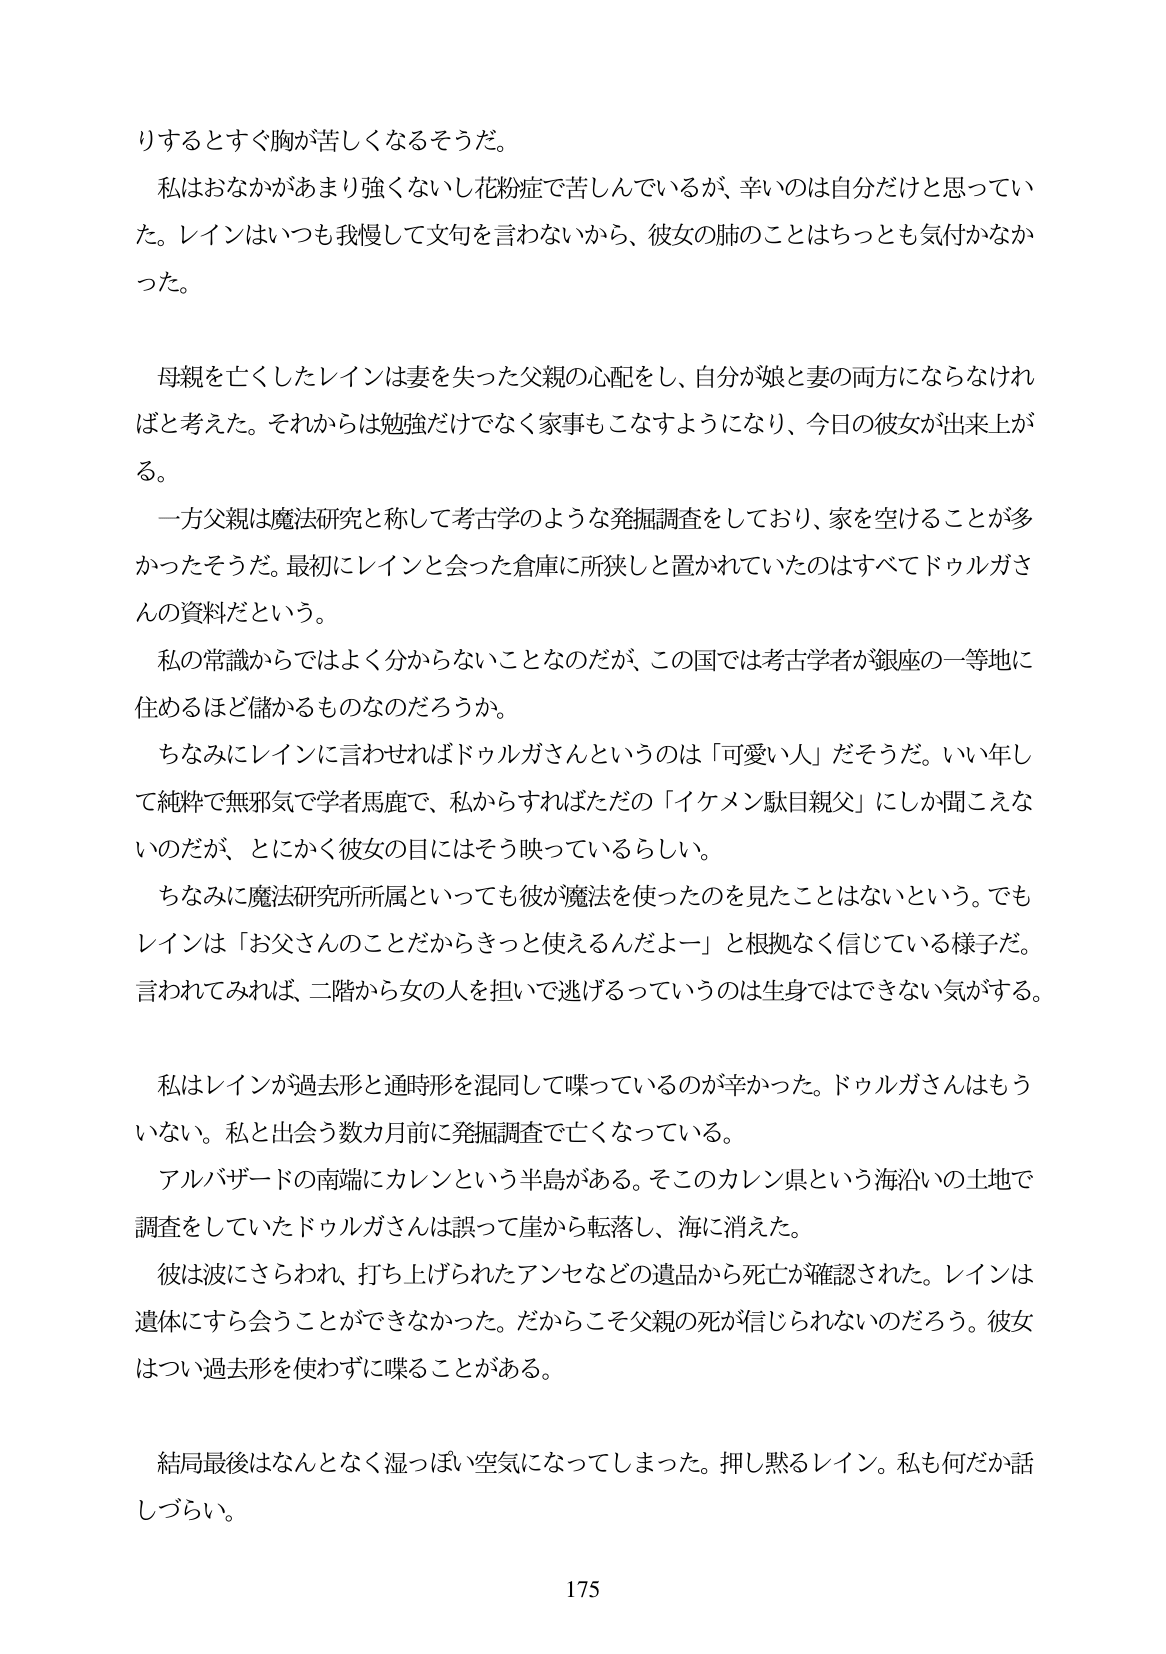 りするとすぐ胸が苦しくなるそうだ。
私はおなかがあまり強くないし花粉症で苦しんでいるが、辛いのは自分だけと思ってい
た。レインはいつも我慢して文句を言わないから、彼女の肺のことはちっとも気付かなか
った。
母親を亡くしたレインは妻を失った父親の心配をし、自分が娘と妻の両方にならなけれ
ばと考えた。それからは勉強だけでなく家事もこなすようになり、今日の彼女が出来上が
る。
一方父親は魔法研究と称して考古学のような発掘調査をしており、家を空けることが多
かったそうだ。最初にレインと会った倉庫に所狭しと置かれていたのはすべてドゥルガさ
んの資料だという。
私の常識からではよく分からないことなのだが、この国では考古学者が銀座の一等地に
住めるほど儲かるものなのだろうか。
ちなみにレインに言わせればドゥルガさんというのは「可愛い人」だそうだ。いい年し
て純粋で無邪気で学者馬鹿で、私からすればただの「イケメン駄目親父」にしか聞こえな
いのだが、とにかく彼女の目にはそう映っているらしい。
ちなみに魔法研究所所属といっても彼が魔法を使ったのを見たことはないという。でも
レインは「お父さんのことだからきっと使えるんだよー」と根拠なく信じている様子だ。
言われてみれば、二階から女の人を担いで逃げるっていうのは生身ではできない気がする。
私はレインが過去形と通時形を混同して喋っているのが辛かった。ドゥルガさんはもう
いない。私と出会う数カ月前に発掘調査で亡くなっている。
アルバザードの南端にカレンという半島がある。そこのカレン県という海沿いの土地で
調査をしていたドゥルガさんは誤って崖から転落し、海に消えた。
彼は波にさらわれ、打ち上げられたアンセなどの遺品から死亡が確認された。レインは
遺体にすら会うことができなかった。だからこそ父親の死が信じられないのだろう。彼女
はつい過去形を使わずに喋ることがある。
結局最後はなんとなく湿っぽい空気になってしまった。押し黙るレイン。私も何だか話
しづらい。
175